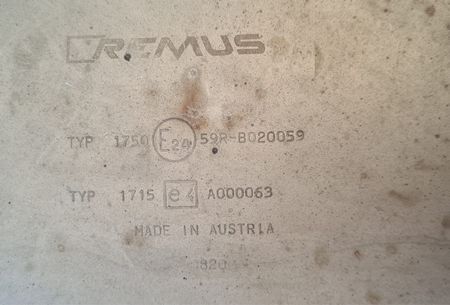 REMUS
TYP 1750 E24 59R-B020059
TYP 1715 e4 A000063
MADE IN AUSTRIA
820